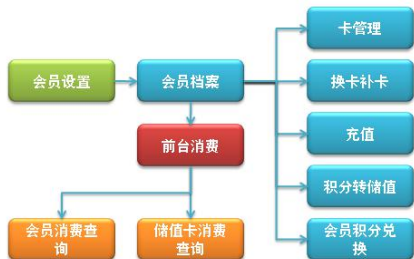 卡管理
会员设置
会员档案
换卡补卡
前台消费
充值
积分转储值
会员消费查
询
储值卡消费
查询
会员积分兑
换